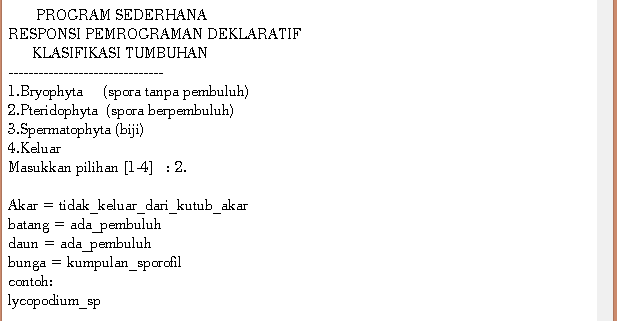 PROGRAM SEDERHANA
RESPONSI PEMROGRAMAN DEKLARATIF
KLASIFIKASI TUMBUHAN
-------------------------------
1.Bryophyta (spora tanpa pembuluh)
2.Pteridophyta (spora berpembuluh)
3.Spermatophyta (biji)
4.Keluar
Masukkan pilihan [1-4] : 2.
Akar = tidak_keluar_dari_kutub_akar
batang = ada_pembuluh
daun = ada_pembuluh
bunga = kumpulan_sporofil
contoh:
lycopodium_sp